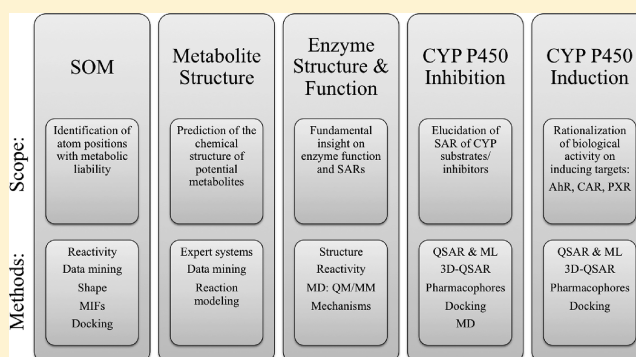 SOM
Metabolite
Structure
Enzyme
Structure &
Function
CYP P450
Inhibition
CYP P450
Induction
Scope:
Identification of
atom positions
with metabolic
liability
Prediction of the
chemical
structure of
potential
metabolites
Fundamental
insight on
enzyme function
and SARs
Elucidation of
SAR of CYP
substrates/
inhibitors
Rationalization
of biological
activity on
inducing targets:
AhR, CAR, PXR
Methods:
Reactivity
Data mining
Shape
MIFs
Docking
Expert systems
Data mining
Reaction
modeling
Structure
Reactivity
MD: QM/MM
Mechanisms
QSAR & ML
3D-QSAR
Pharmacophores
Docking
MD
QSAR & ML
3D-QSAR
Pharmacophores
Docking